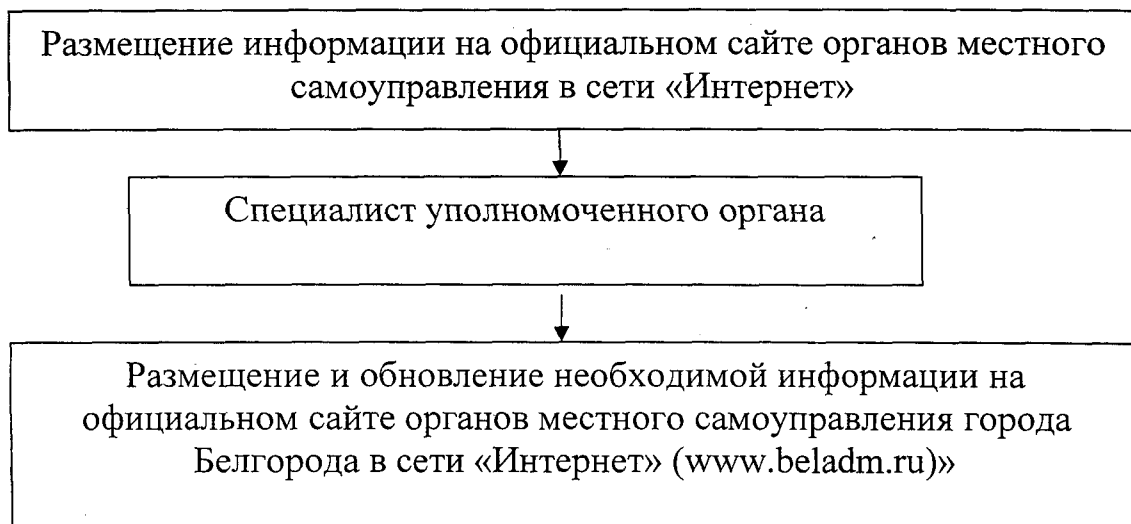 Размещение информации на официальном сайте органов местного
самоуправления в сети «Интернет»
Специалист уполномоченного органа
Размещение и обновление необходимой информации на
официальном сайте органов местного самоуправления города
Белгорода в сети «Интернет» (www.beladm.ru)»